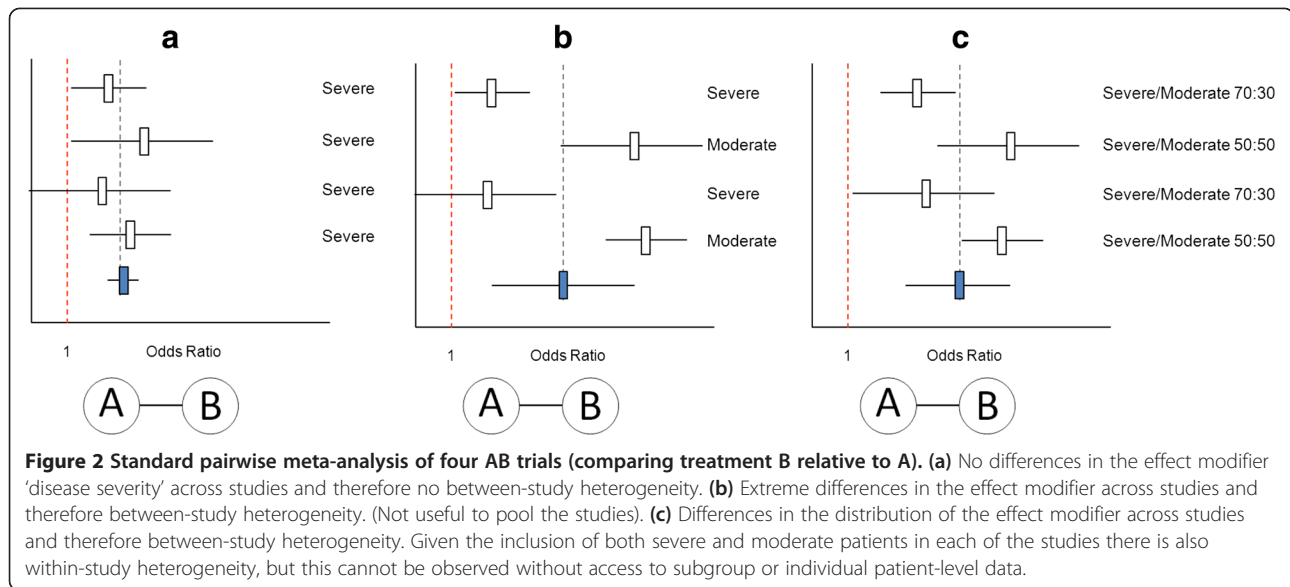 a
b
c
Severe
Severe
Severe
Severe
1
Odds Ratio
A
B
Severe
Moderate
Severe
Moderate
1
Odds Ratio
A
B
Severe/Moderate 70:30
Severe/Moderate 50:50
Severe/Moderate 70:30
Severe/Moderate 50:50
1
Odds Ratio
A
B
Figure 2 Standard pairwise meta-analysis of four AB trials (comparing treatment B relative to A). (a) No differences in the effect modifier
'disease severity' across studies and therefore no between-study heterogeneity. (b) Extreme differences in the effect modifier across studies and
therefore between-study heterogeneity. (Not useful to pool the studies). (c) Differences in the distribution of the effect modifier across studies
and therefore between-study heterogeneity. Given the inclusion of both severe and moderate patients in each of the studies there is also
within-study heterogeneity, but this cannot be observed without access to subgroup or individual patient-level data.